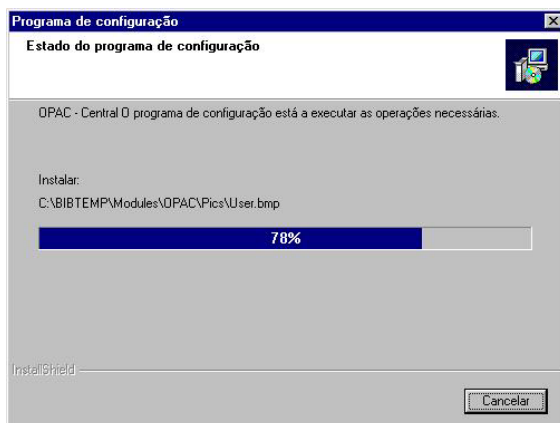 Programa de configuração
Estado do programa de configuração
OPAC - Central O programa de configuração está a executar as operações necessárias.
Instalar:
C:\BIBTEMP\Modules\OPAC\Pics\User.bmp
78%
InstallShield
Cancelar